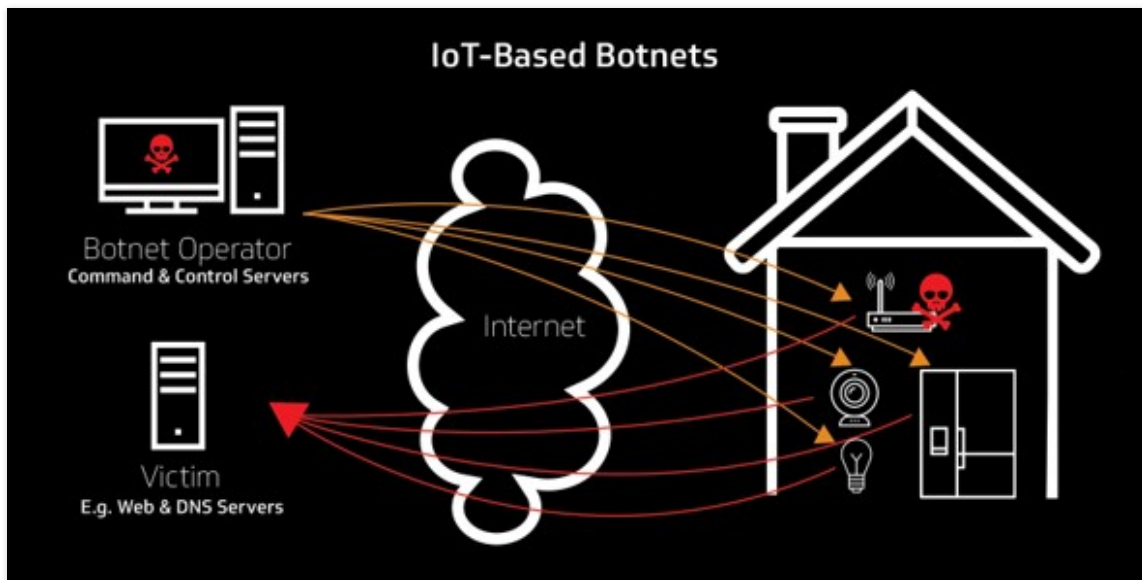 IoT-Based Botnets
Botnet Operator
Command & Control Servers
Internet
Victim
E.g. Web & DNS Servers